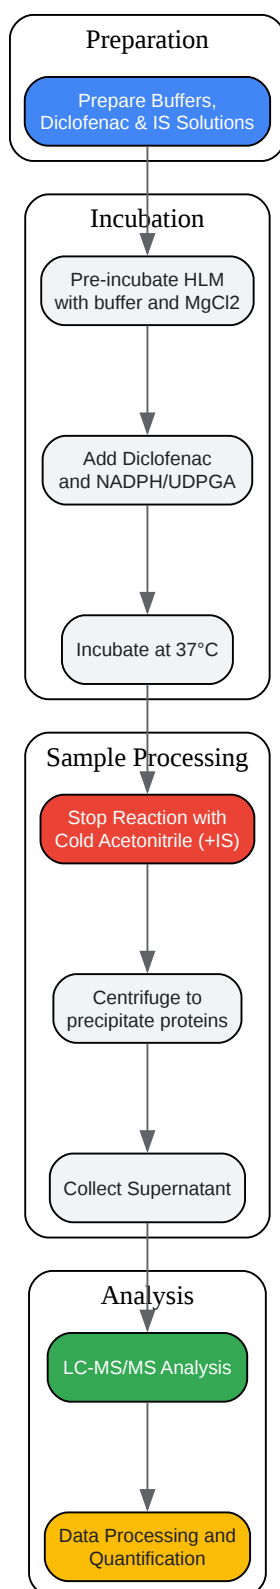 Preparation
Prepare Buffers,
Diclofenac & IS Solutions
Incubation
Pre-incubate HLM
with buffer and MgCl2
Add Diclofenac
and NADPH/UDPGA
Incubate at 37°C
Sample Processing
Stop Reaction with
Cold Acetonitrile (+IS)
Centrifuge to
precipitate proteins
Collect Supernatant
Analysis
LC-MS/MS Analysis
Data Processing and
Quantification